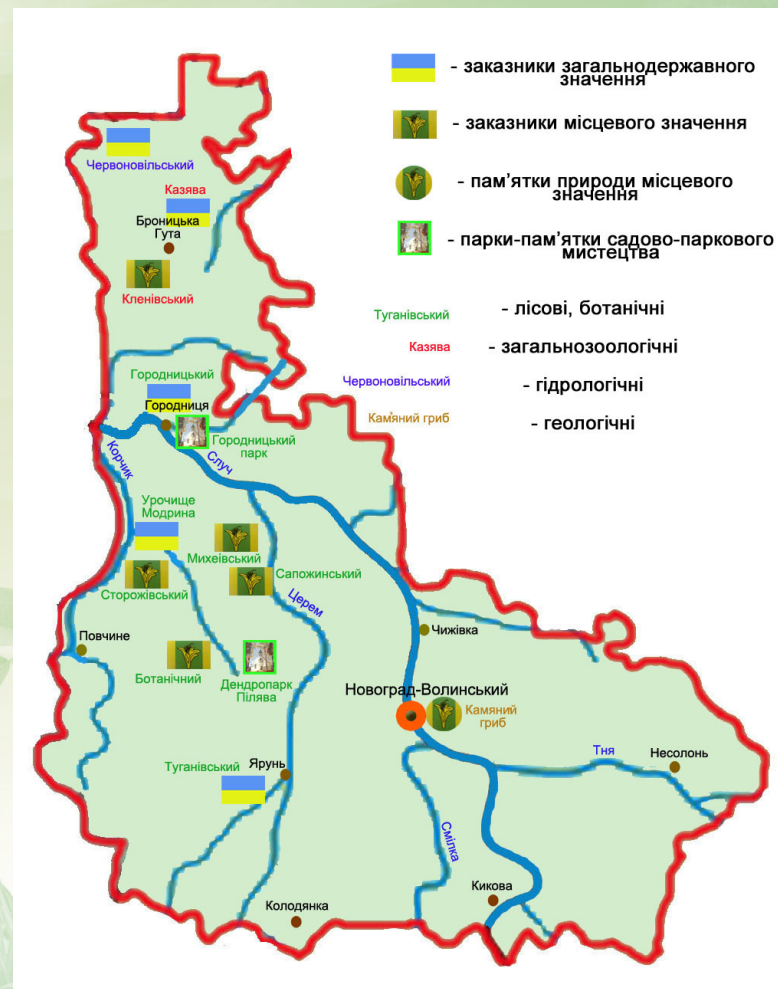 - заказники загальнодержавного
значення
- заказники місцевого значення
- пам'ятки природи місцевого
значення
- парки-пам'ятки садово-паркового
мистецтва
Туганівський - лісові, ботанічні
Казява - загальнозоологічні
Червоновільський - гідрологічні
Кам'яний гриб - геологічні
Червоновільський
Казява
Броницька
Гута
Кленівський
Городницький
Городниця
Городницький
парк
Случ
Корчик
Урочище
Модрина
Михеівський
Сапожинський
Сторожівський
Церем
Повчине
Чижівка
Ботанічний
Дендропарк
Пілява
Новоград-Волинський
Камяний
гриб
Туганівський
Ярунь
Тня
Несолонь
Смілка
Кикова
Колодянка